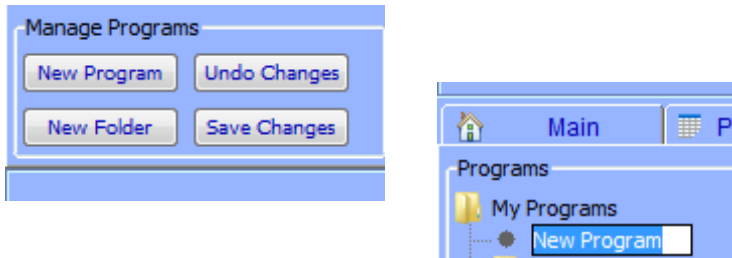 Manage Programs
New Program Undo Changes
New Folder Save Changes
Main P
Programs
My Programs
New Program